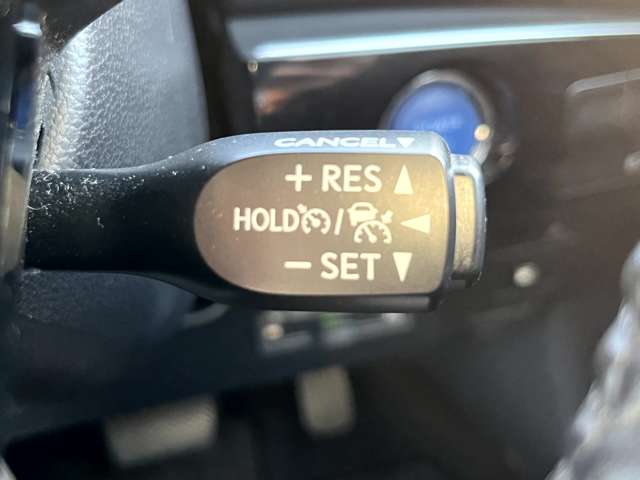 CANCEL▼
+ RES ▲
HOLD / ◀
− SET ▼